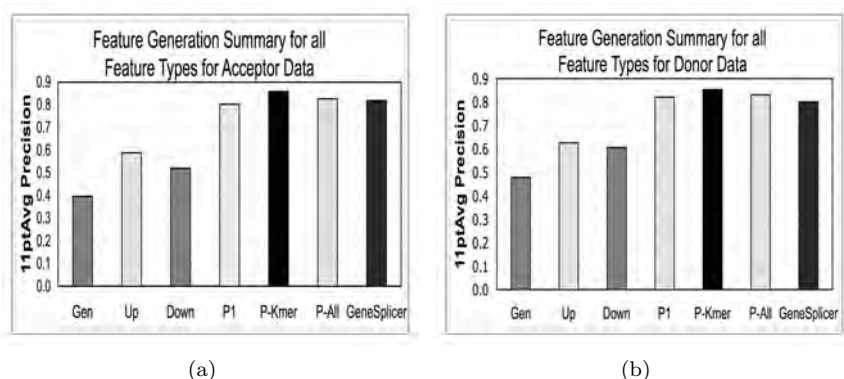 Feature Generation Summary for all
Feature Types for Acceptor Data
11ptAvg Precision
0.9
0.8
0.7
0.6
0.5
0.4
0.3
0.2
0.1
0.0
Gen Up Down P1 P-Kmer P-All GeneSplicer
(a)
Feature Generation Summary for all
Feature Types for Donor Data
11ptAvg Precision
0.9
0.8
0.7
0.6
0.5
0.4
0.3
0.2
0.1
0.0
Gen Up Down P1 P-Kmer P-All GeneSplicer
(b)